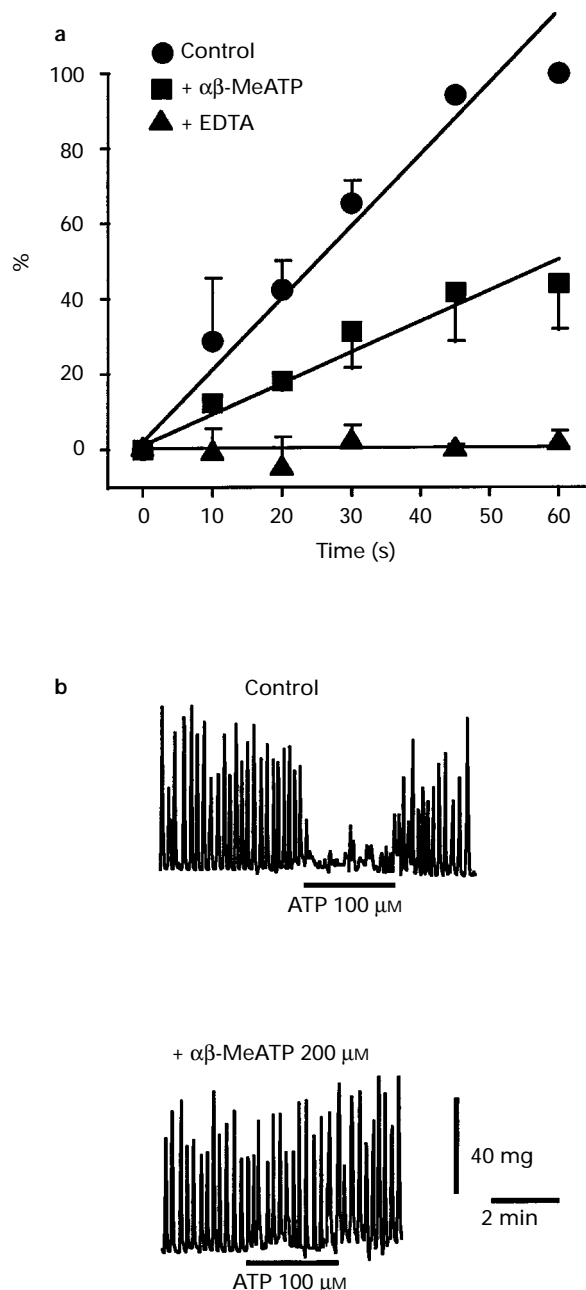 a
Control
+ αβ-MeATP
+ EDTA
100
80
60
40
20
0
%
0 10 20 30 40 50 60
Time (s)
b
Control
ATP 100 µM
+ αβ-MeATP 200 µM
40 mg
2 min
ATP 100 µM